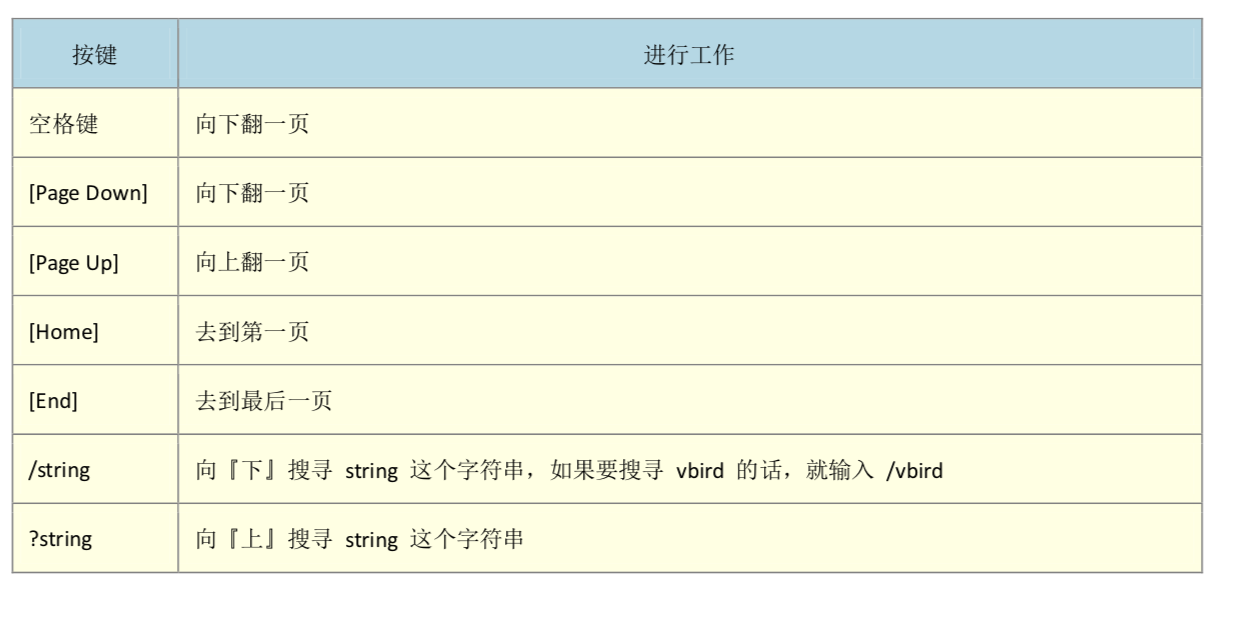 按键 进行工作
空格键 向下翻一页
[Page Down] 向下翻一页
[Page Up] 向上翻一页
[Home] 去到第一页
[End] 去到最后一页
/string 向『下』搜寻 string 这个字符串，如果要搜寻 vbird 的话，就输入 /vbird
?string 向『上』搜寻 string 这个字符串